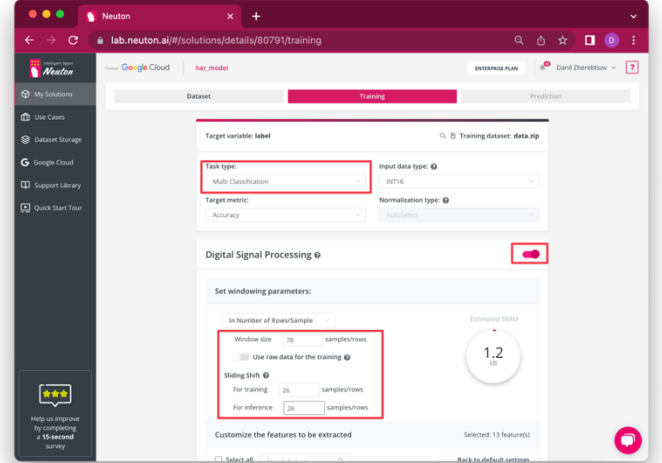 Neuton
lab.neuton.ai/#/solutions/details/80791/training
D
Neuton
Google Cloud
har_model
ENTERPRISE PLAN
Danil Zherebtsov
?
My Solutions
Use Cases
Dataset Storage
Google Cloud
Support Library
Quick Start Tour
Dataset
Training
Prediction
Target variable: label
Training dataset: data.zip
Task type:
Input data type:
Multi Classification
INT16
Target metric:
Normalization type:
Accuracy
AutoSelect
Digital Signal Processing
Set windowing parameters:
In Number of Rows/Sample
Estimated SRAM
Window size 78 samples/rows
Use raw data for the training
1.2
kB
Sliding Shift
For training 26 samples/rows
For inference 26 samples/rows
Customize the features to be extracted
Selected: 13 feature(s)
Select all
Back to default settings
Help us improve
by completing
a 15-second
survey